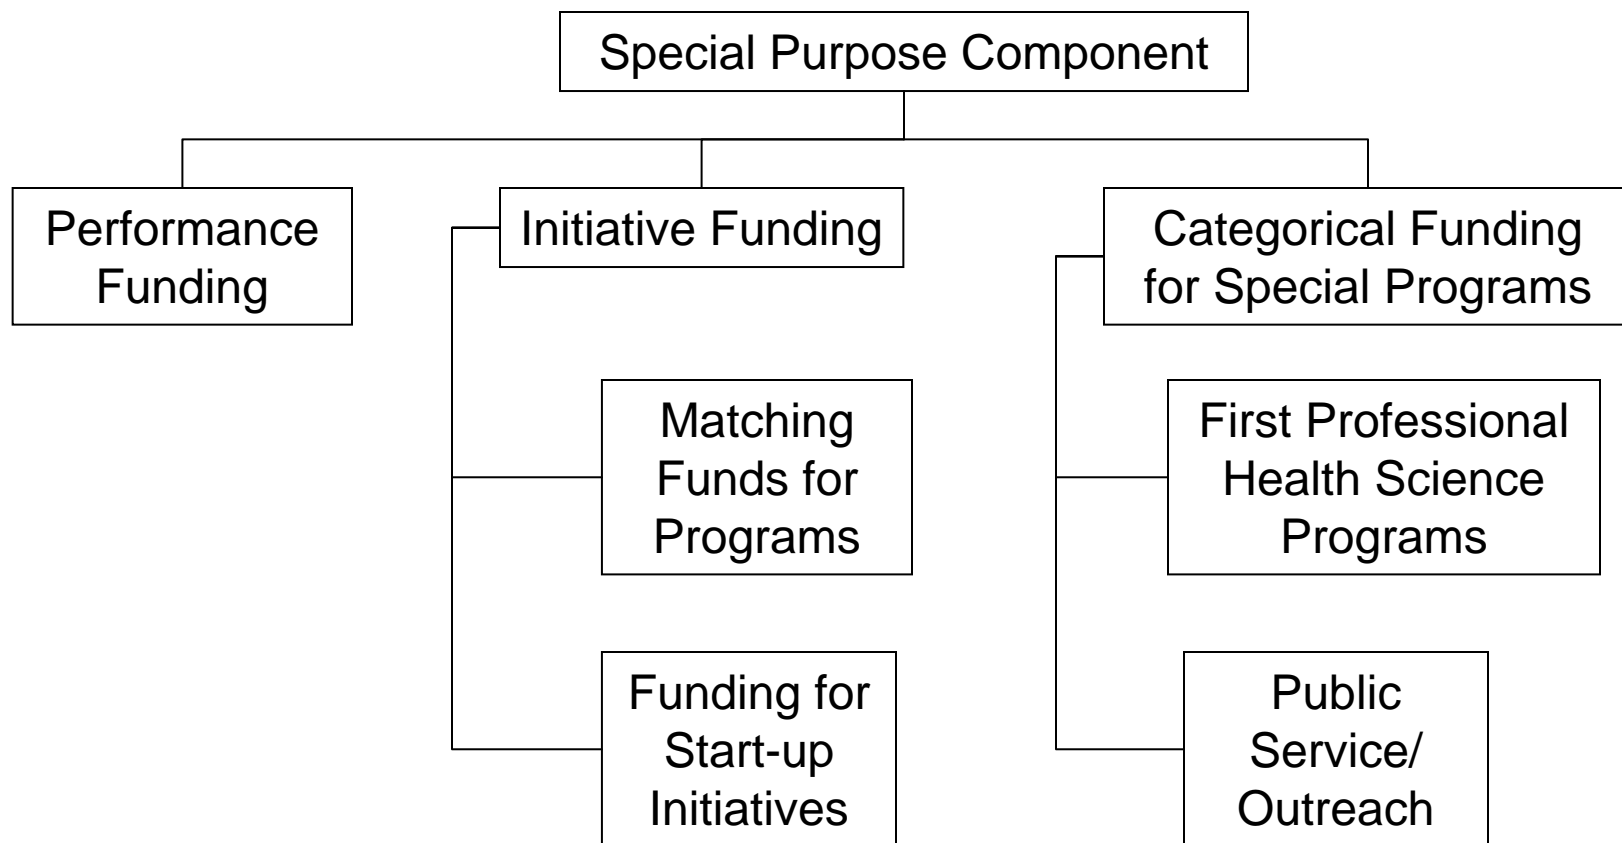 Special Purpose Component
Performance
Funding
Initiative Funding
Categorical Funding
for Special Programs
Matching
Funds for
Programs
First Professional
Health Science
Programs
Funding for
Start-up
Initiatives
Public
Service/
Outreach